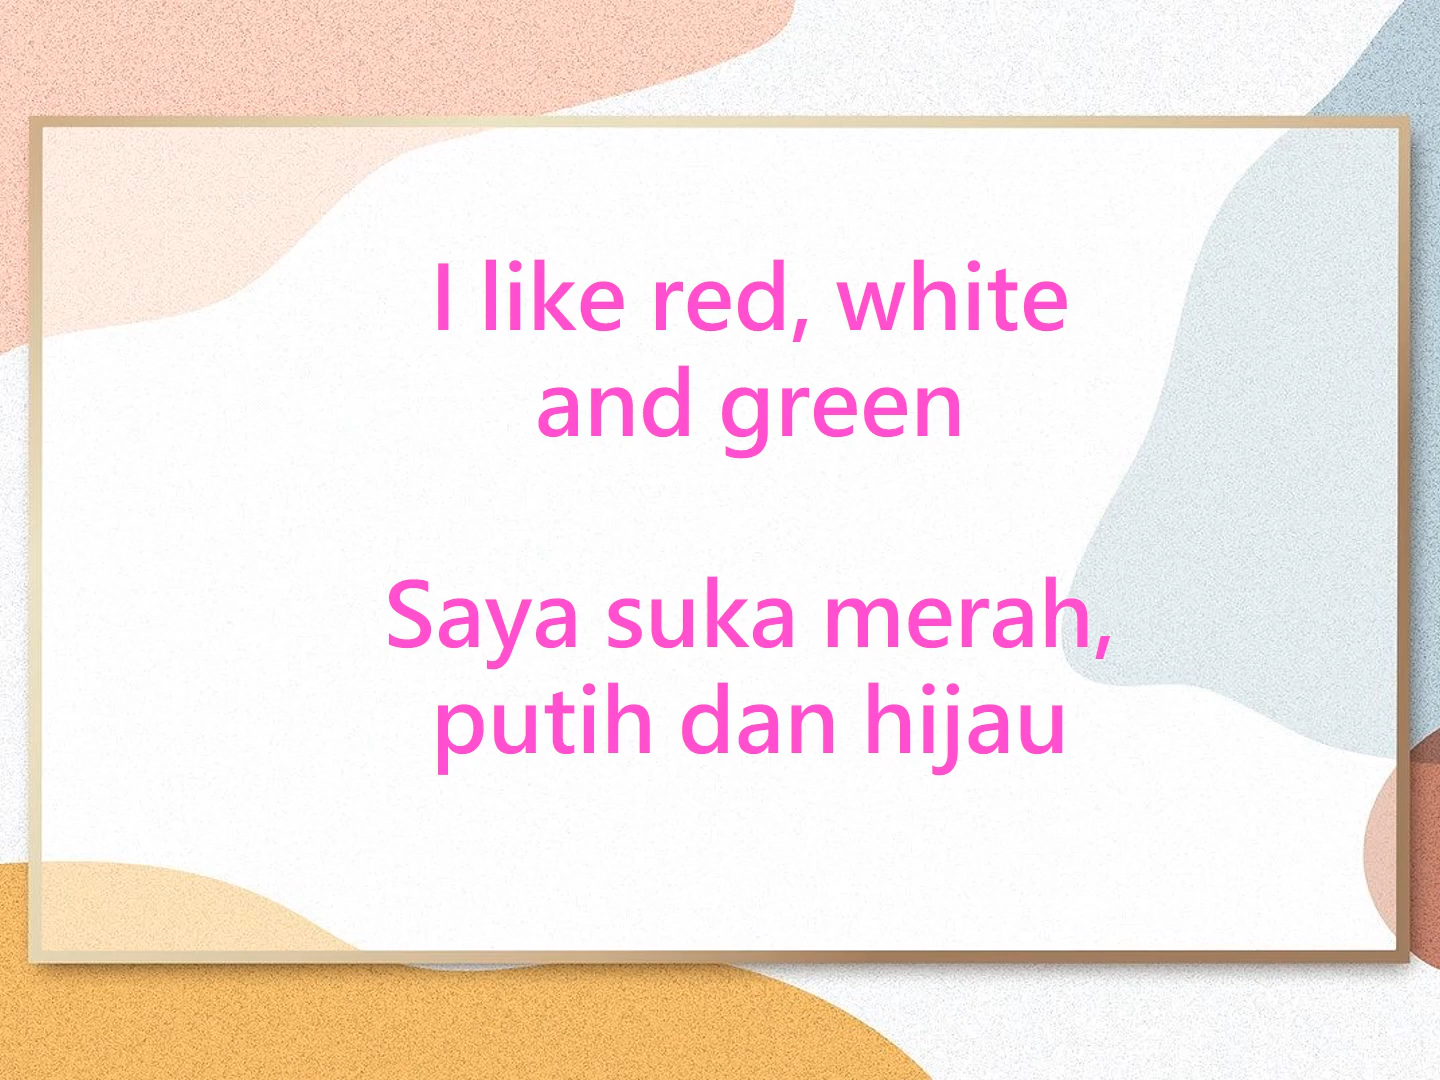 I like red, white
and green
Saya suka merah,
putih dan hijau